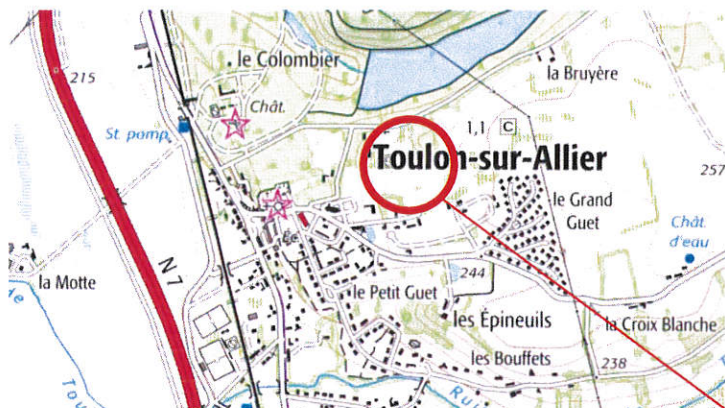 le Colombier
la Bruyère
215
Chât.
St. pomp.
1,1 C
Toulon-sur-Allier
257
le Grand
Guet
Chât.
d'eau
la Motte
N 7
244
le Petit Guet
les Épineuils
la Croix Blanche
les Bouffets
238